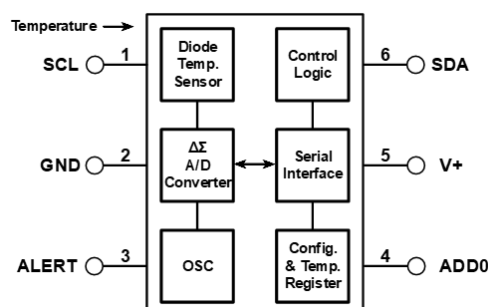 Temperature
SCL
1
Diode
Temp.
Sensor
Control
Logic
6
SDA
GND
2
ΔΣ
A/D
Converter
Serial
Interface
5
V+
ALERT
3
OSC
Config.
& Temp.
Register
4
ADD0